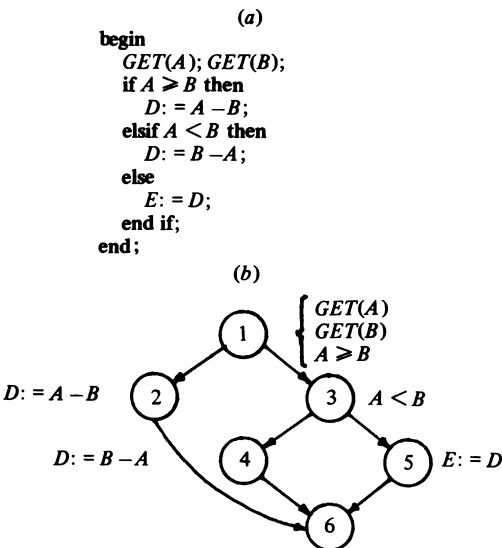 (a)
begin
GET(A); GET(B);
if A ⩾ B then
D: = A – B;
elsif A < B then
D: = B – A;
else
E: = D;
end if;
end;
(b)
1
GET(A)
GET(B)
A ⩾ B
D: = A – B
2
3
A < B
D: = B – A
4
5
E: = D
6